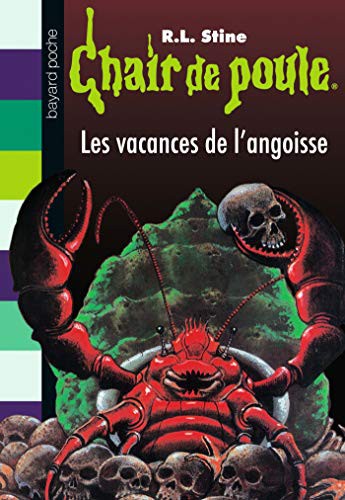 R.L. Stine
Chair de poule®
Les vacances de l'angoisse
bayard poche